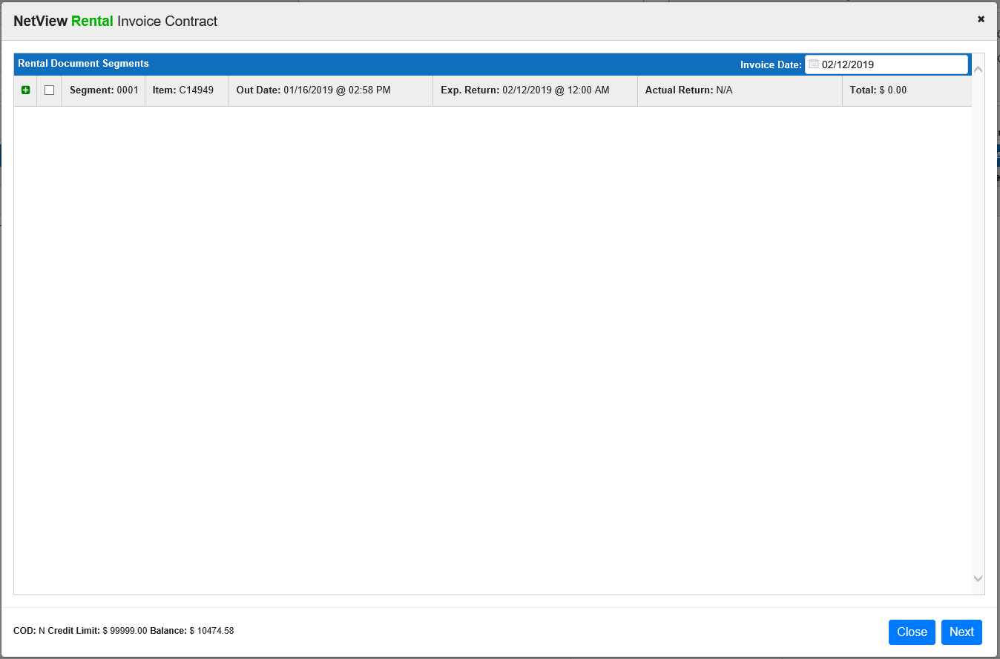 NetView Rental Invoice Contract
Rental Document Segments Invoice Date: 02/12/2019
Segment: 0001 Item: C14949 Out Date: 01/16/2019 @ 02:58 PM Exp. Return: 02/12/2019 @ 12:00 AM Actual Return: N/A Total: $ 0.00
COD: N Credit Limit: $ 99999.00 Balance: $ 10474.58 Close Next